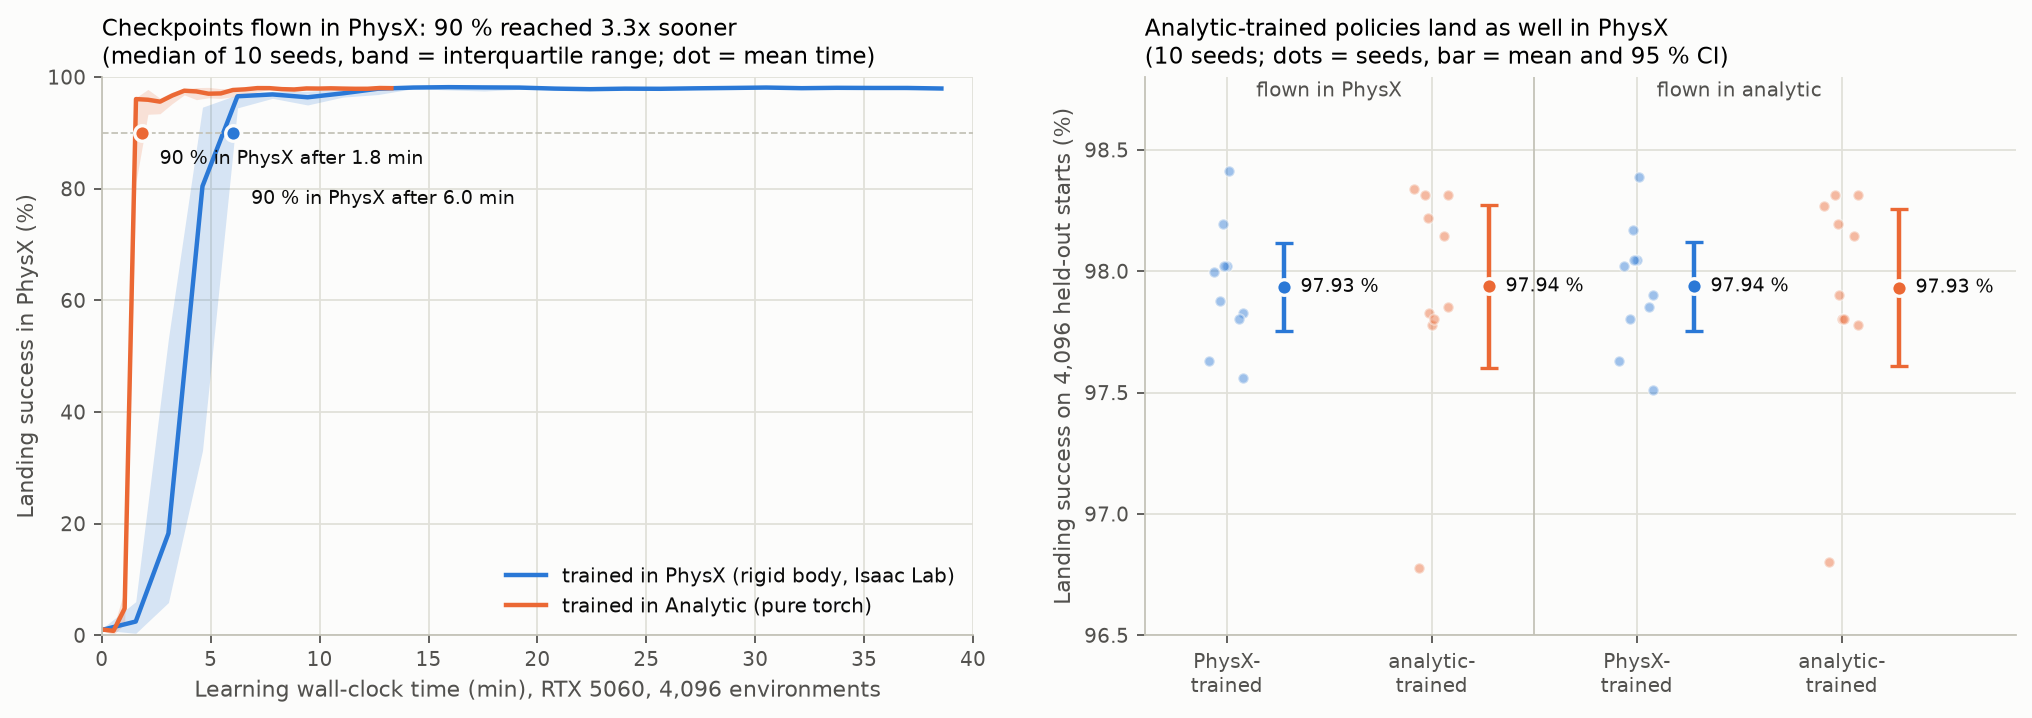 Checkpoints flown in PhysX: 90 % reached 3.3x sooner
(median of 10 seeds, band = interquartile range; dot = mean time)
Landing success in PhysX (%)
100
80
60
40
20
0
90 % in PhysX after 1.8 min
90 % in PhysX after 6.0 min
trained in PhysX (rigid body, Isaac Lab)
trained in Analytic (pure torch)
0 5 10 15 20 25 30 35 40
Learning wall-clock time (min), RTX 5060, 4,096 environments
Analytic-trained policies land as well in PhysX
(10 seeds; dots = seeds, bar = mean and 95 % CI)
flown in PhysX flown in analytic
Landing success on 4,096 held-out starts (%)
98.5
98.0
97.5
97.0
96.5
97.93 % 97.94 % 97.94 % 97.93 %
PhysX- analytic- PhysX- analytic-
trained trained trained trained